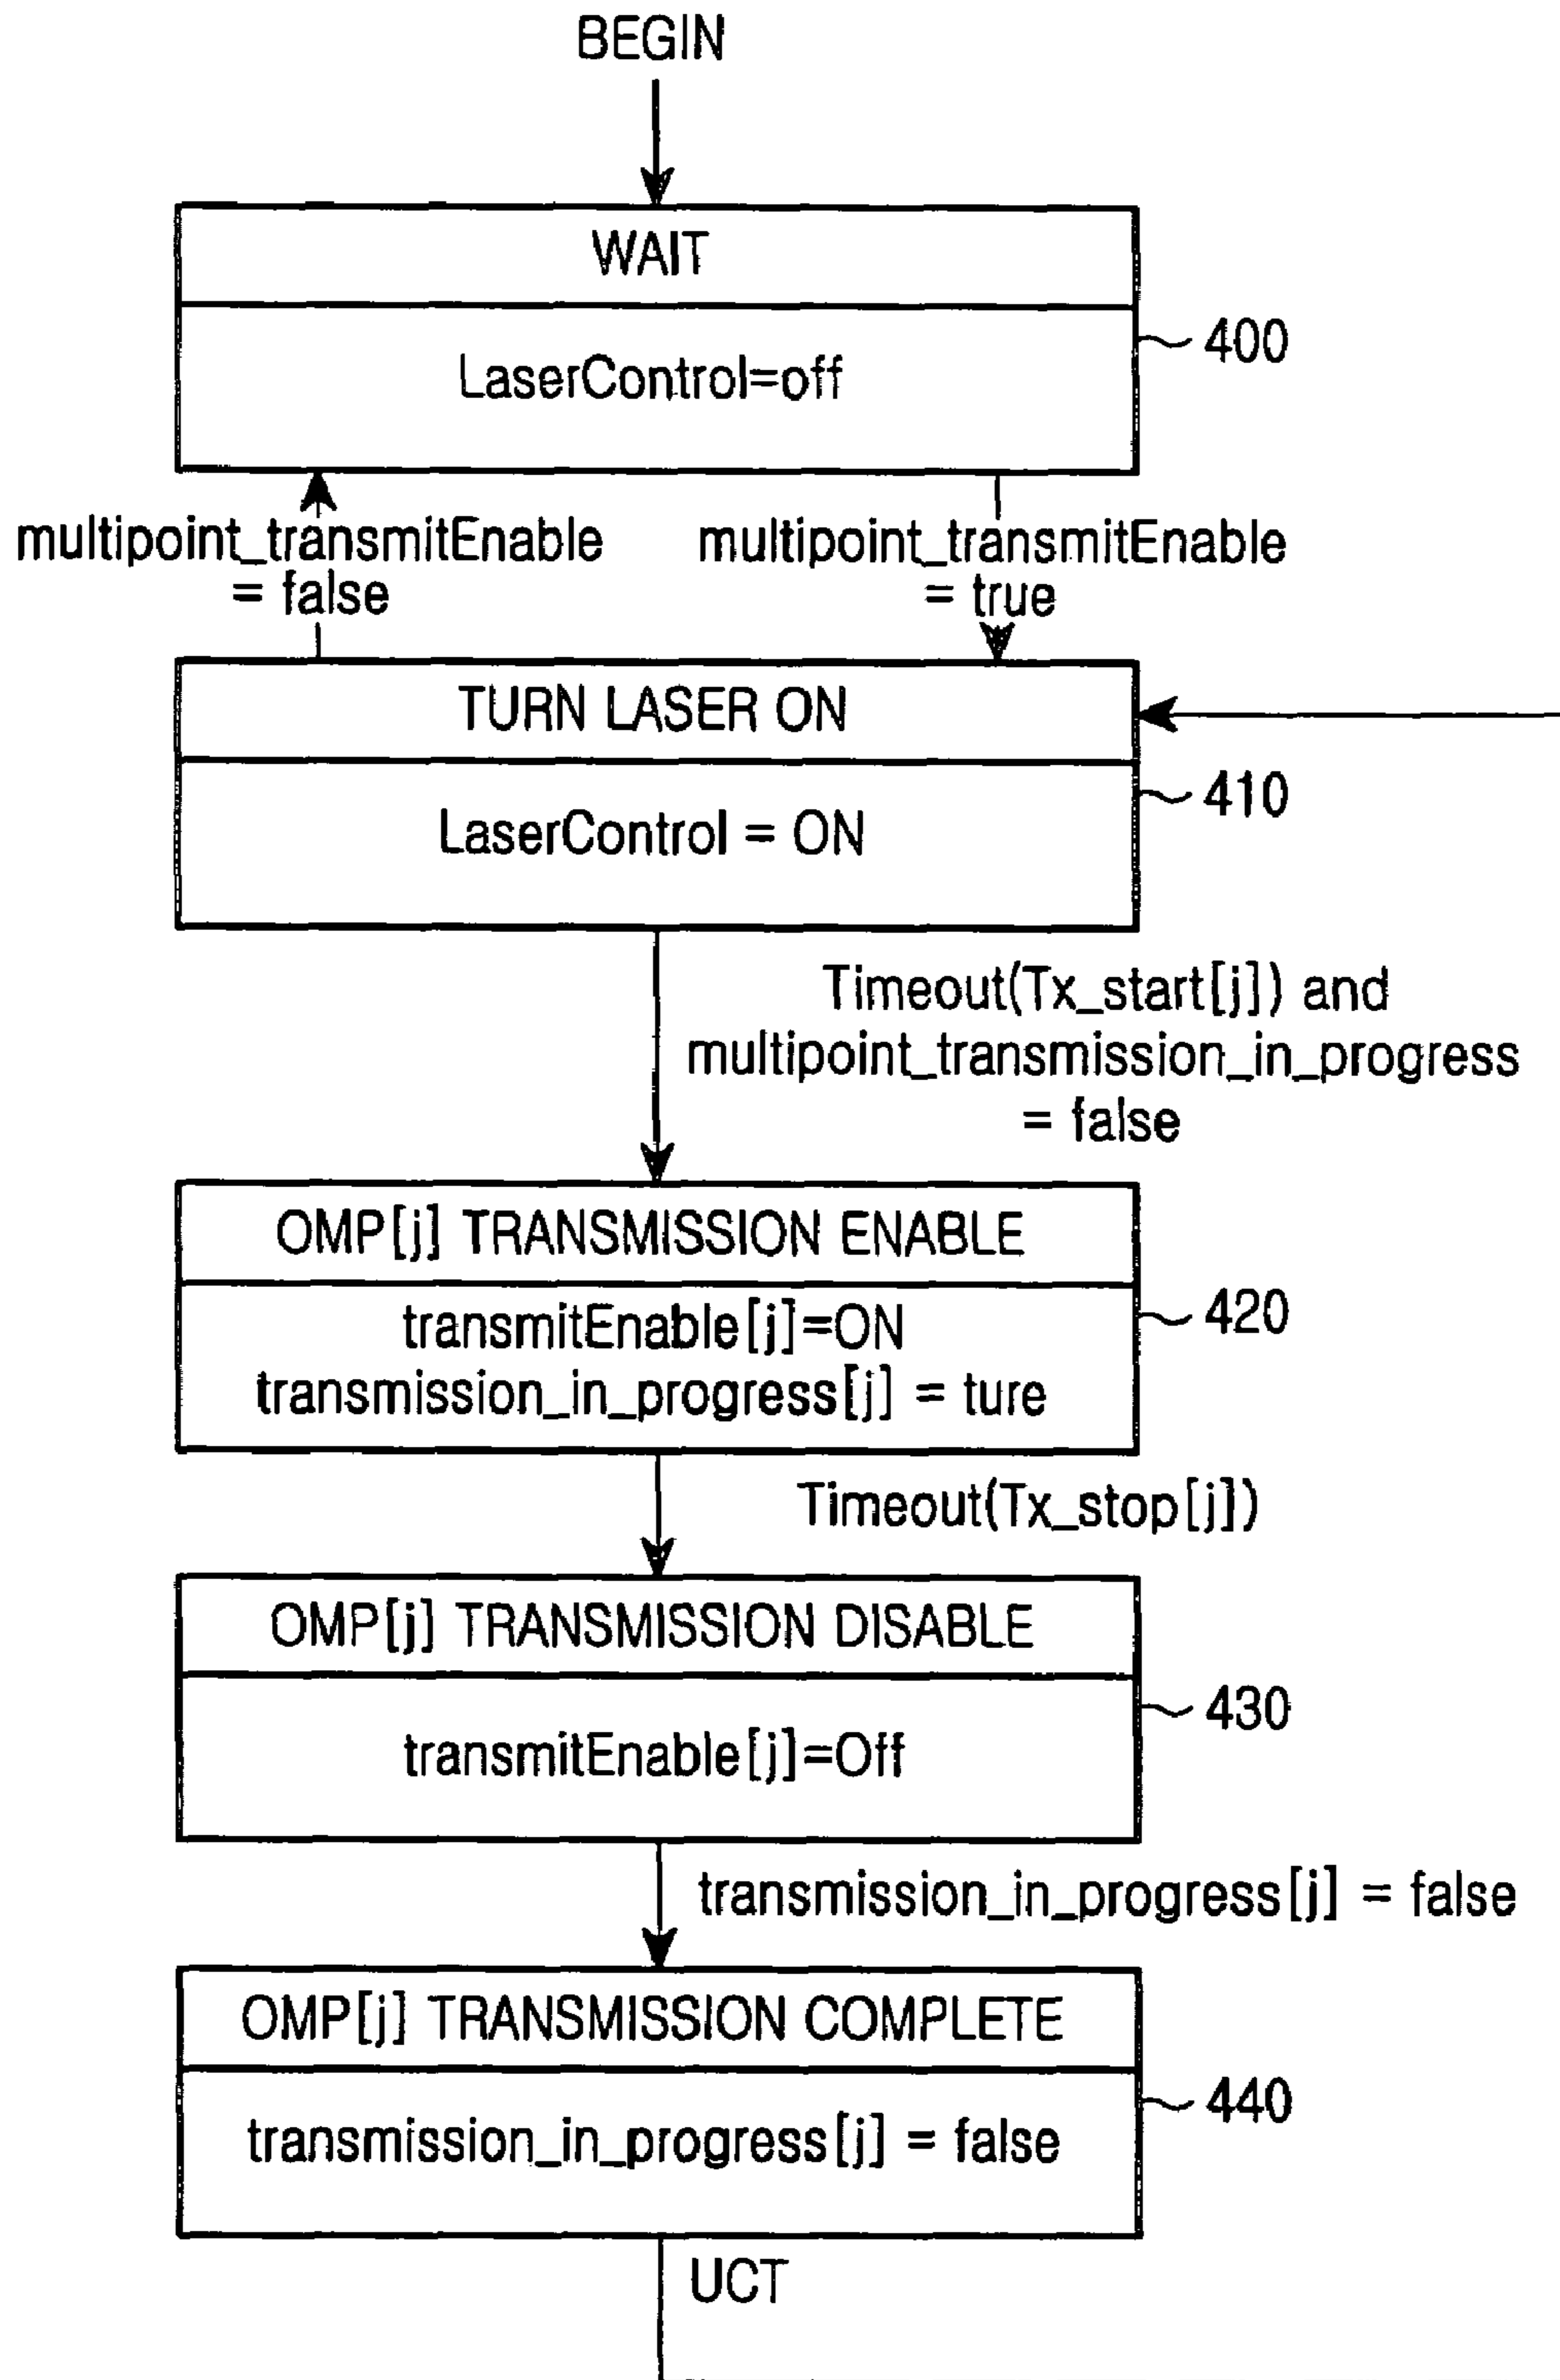 BEGIN
WAIT
LaserControl=off
400
multipoint_transmitEnable
= false
multipoint_transmitEnable
= true
TURN LASER ON
LaserControl = ON
410
Timeout(Tx_start[j]) and
multipoint_transmission_in_progress
= false
OMP[j] TRANSMISSION ENABLE
transmitEnable[j]=ON
transmission_in_progress[j] = ture
420
Timeout(Tx_stop[j])
OMP[j] TRANSMISSION DISABLE
transmitEnable[j]=Off
430
transmission_in_progress[j] = false
OMP[j] TRANSMISSION COMPLETE
transmission_in_progress[j] = false
440
UCT